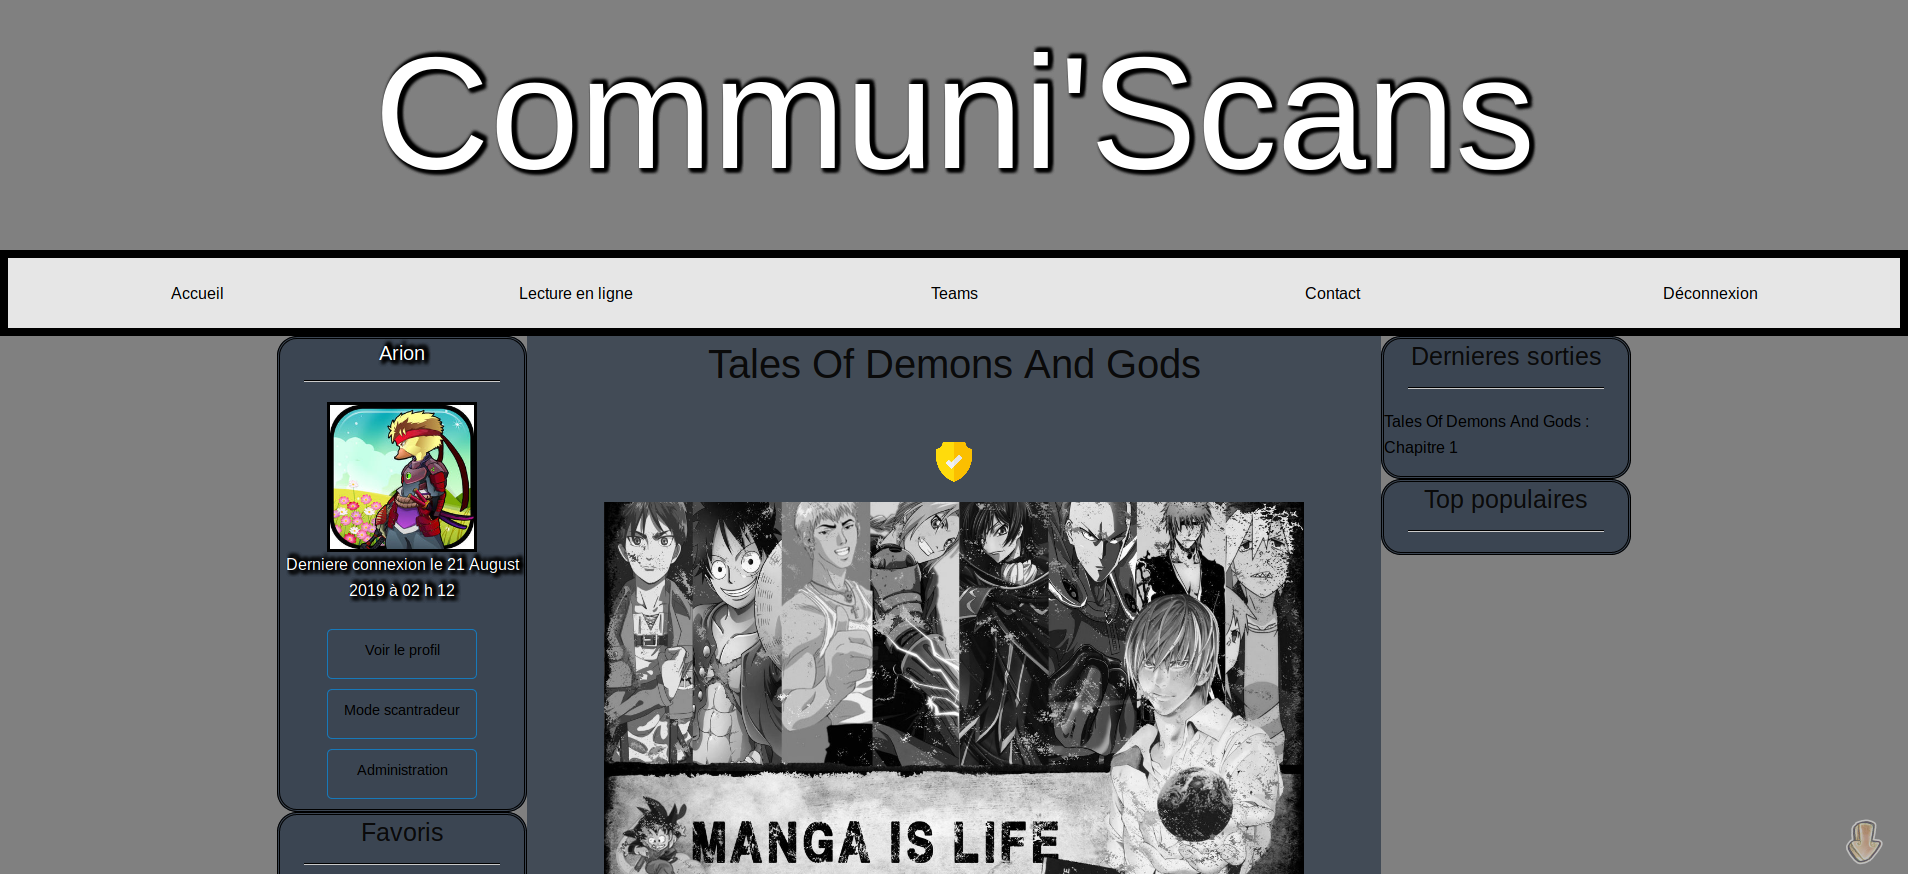 Communi'Scans
Accueil
Lecture en ligne
Teams
Contact
Déconnexion
Arion
Derniere connexion le 21 August
2019 à 02 h 12
Voir le profil
Mode scantradeur
Administration
Favoris
Tales Of Demons And Gods
MANGA IS LIFE
Dernieres sorties
Tales Of Demons And Gods :
Chapitre 1
Top populaires